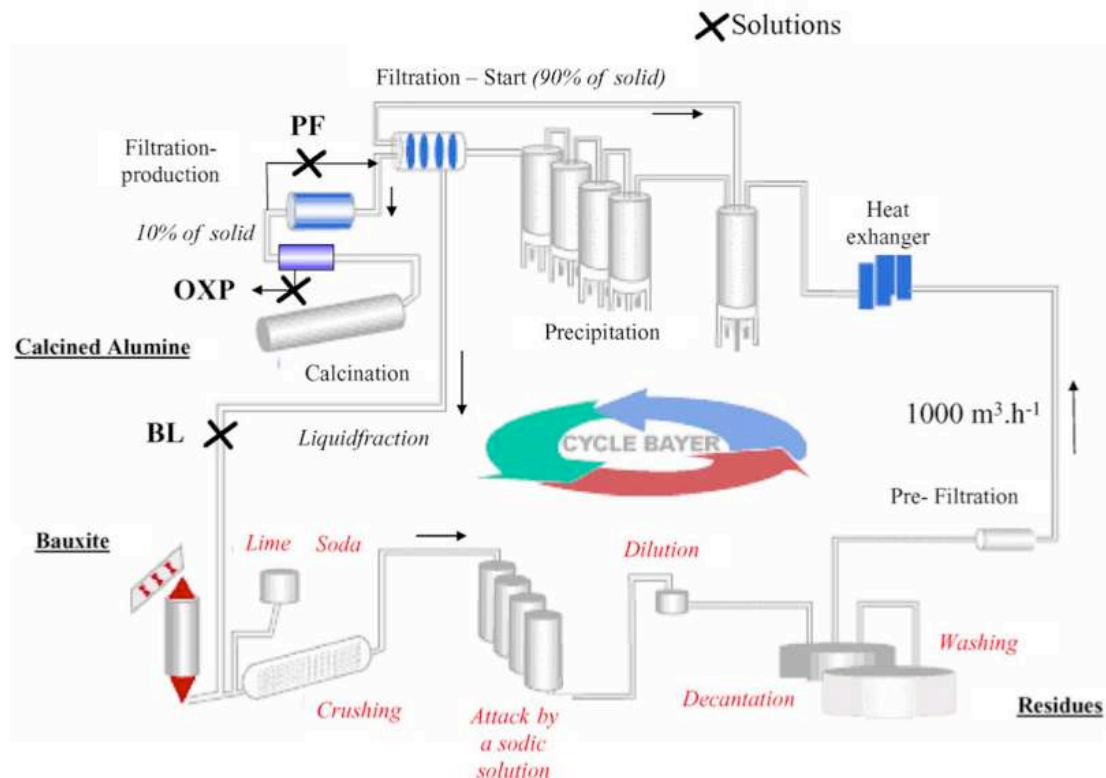 Solutions
Filtration – Start (90% of solid)
PF
Filtration-
production
10% of solid
OXP
Heat
exhanger
Precipitation
Calcined Alumine
Calcination
1000 m³.h⁻¹
BL
Liquidfraction
CYCLE BAYER
Pre- Filtration
Bauxite
Lime Soda
Dilution
Washing
Crushing
Attack by
a sodic
solution
Decantation
Residues